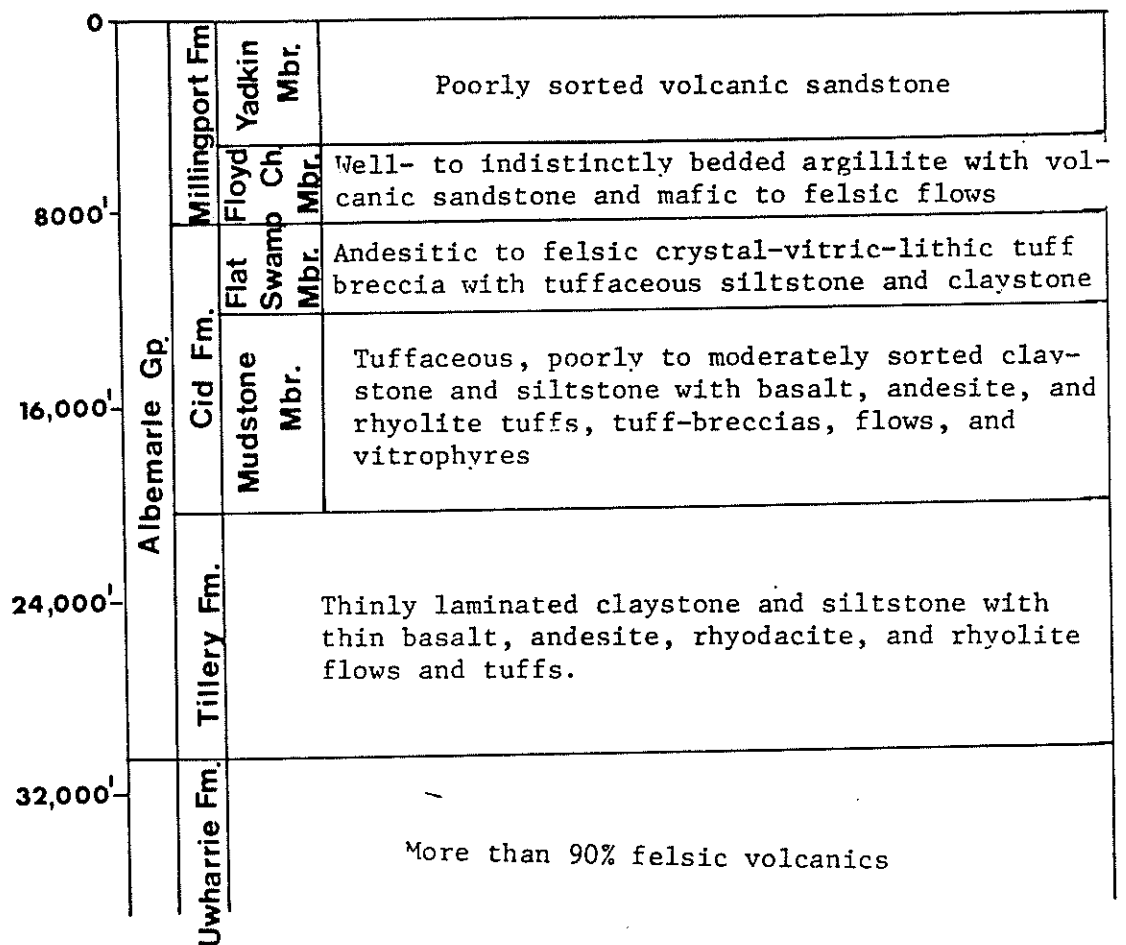 0
8000'
16,000'
24,000'
32,000'
Albemarle Gp.
Millingport Fm
Cid Fm.
Tillery Fm.
Uwharrie Fm.
Yadkin
Mbr.
Floyd
Ch.
Mbr.
Flat
Swamp
Mbr.
Mudstone
Mbr.
Poorly sorted volcanic sandstone
Well- to indistinctly bedded argillite with vol-
canic sandstone and mafic to felsic flows
Andesitic to felsic crystal-vitric-lithic tuff
breccia with tuffaceous siltstone and claystone
Tuffaceous, poorly to moderately sorted clay-
stone and siltstone with basalt, andesite, and
rhyolite tuffs, tuff-breccias, flows, and
vitrophyres
Thinly laminated claystone and siltstone with
thin basalt, andesite, rhyodacite, and rhyolite
flows and tuffs.
More than 90% felsic volcanics